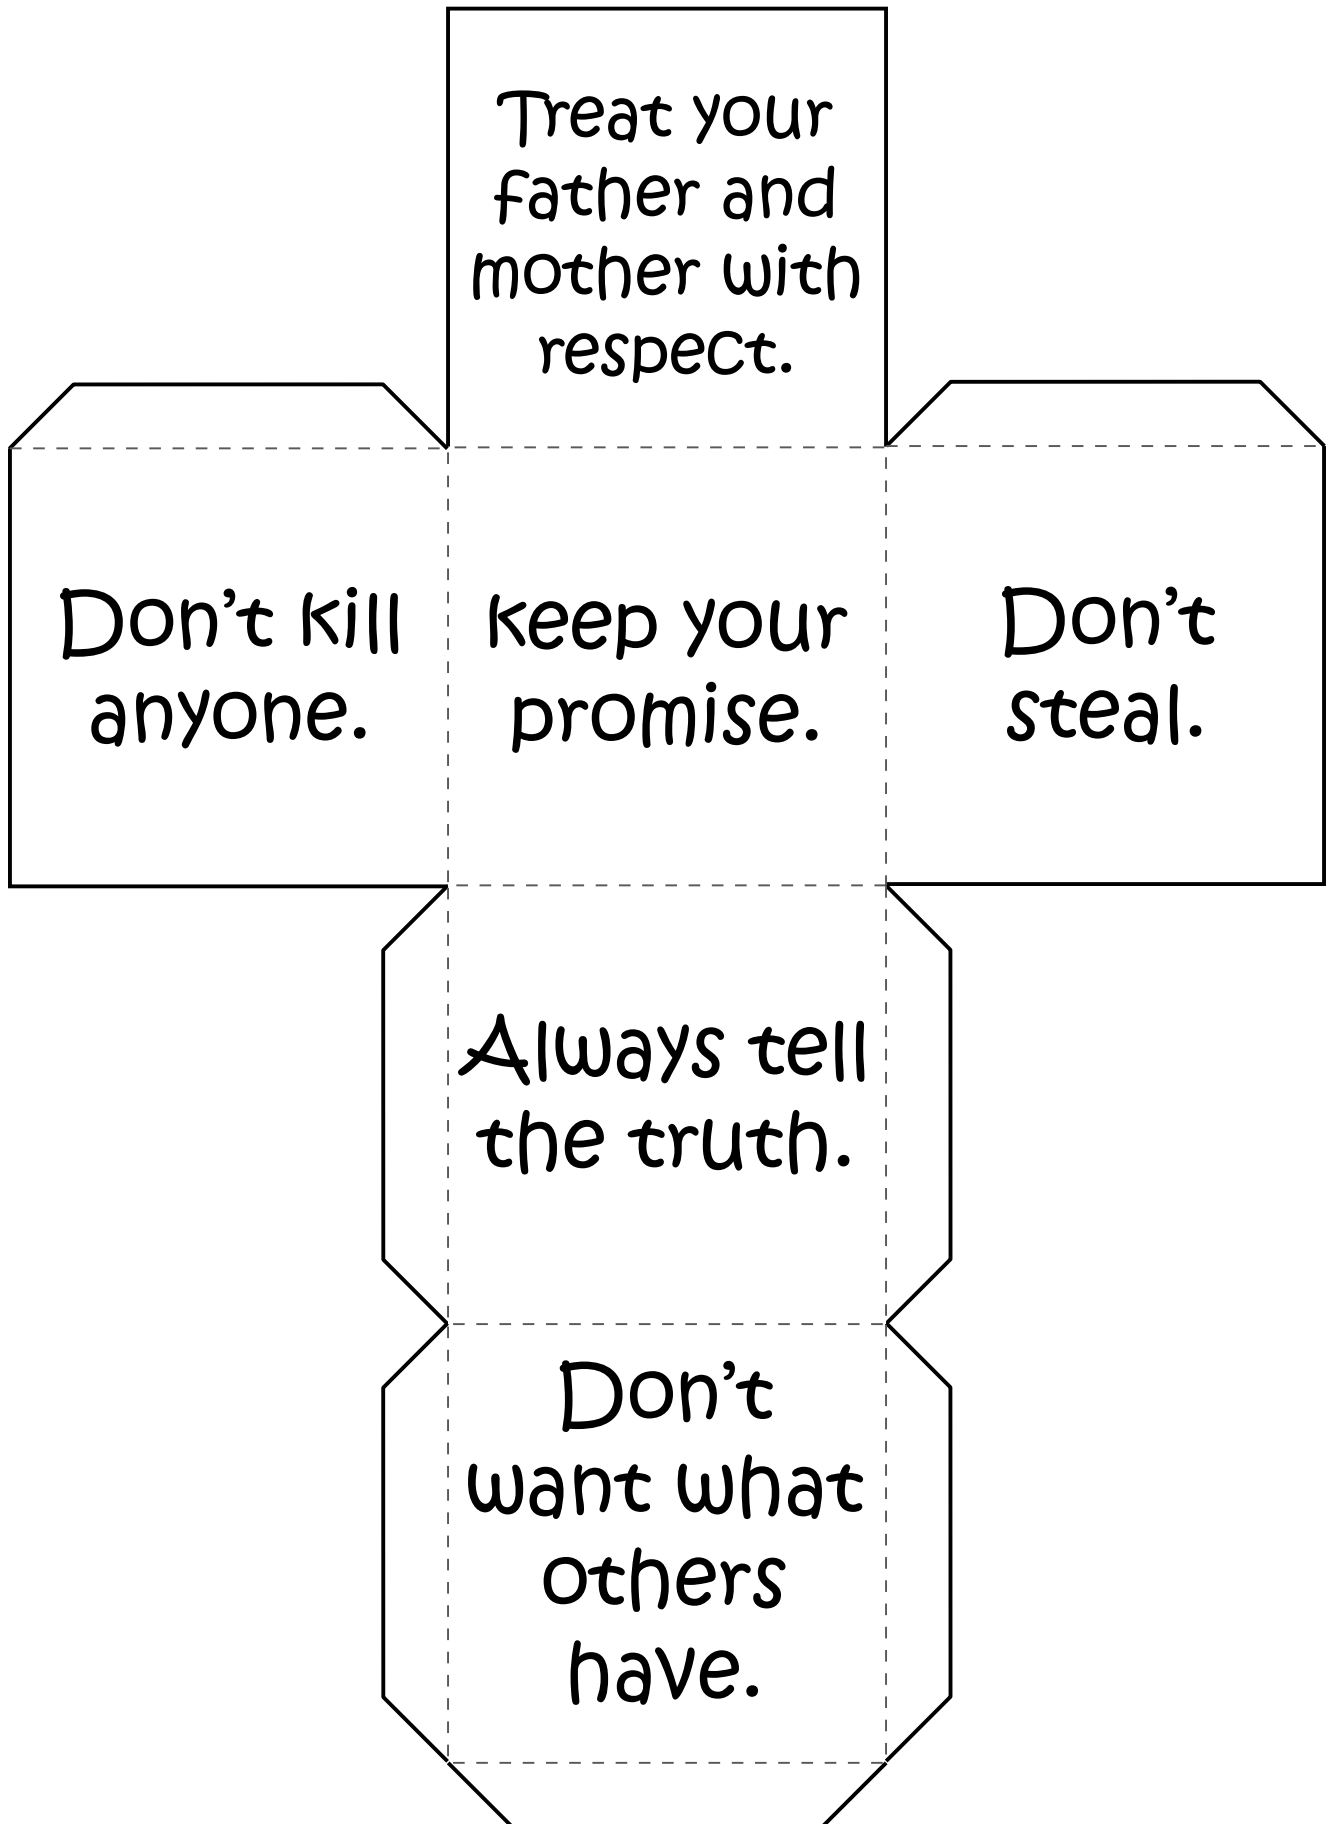 Treat your
father and
mother with
respect.
Don't kill
anyone.
keep your
promise.
Don't
steal.
Always tell
the truth.
Don't
want what
others
have.